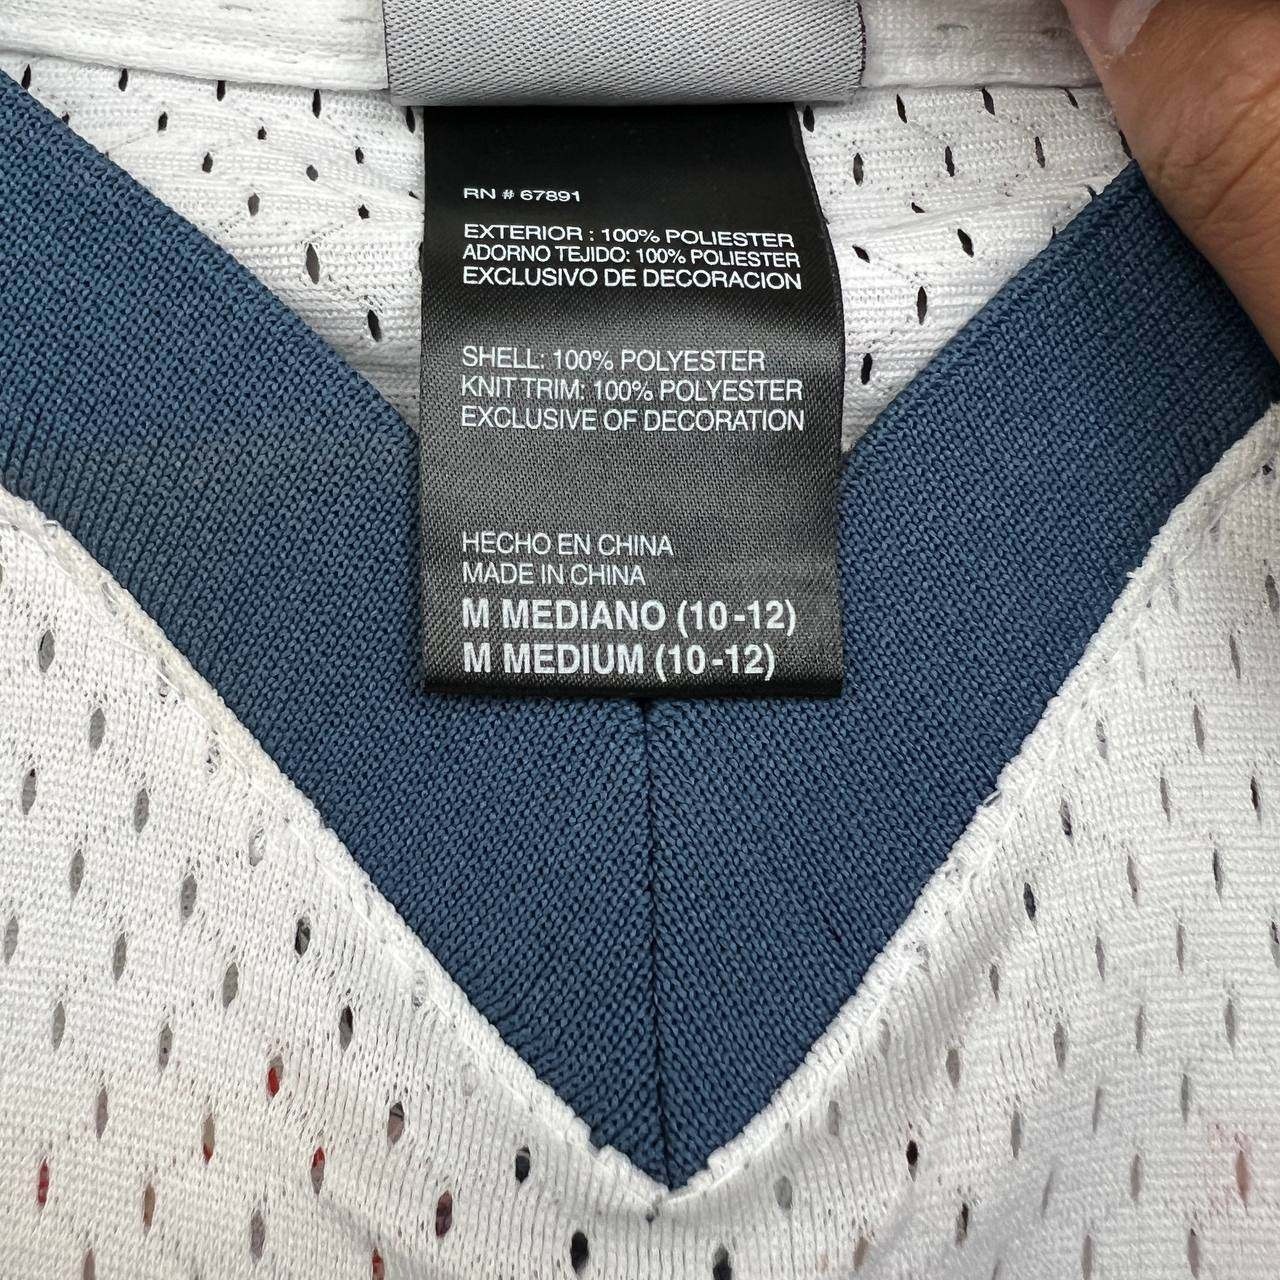 RN # 67891
EXTERIOR : 100% POLIESTER
ADORNO TEJIDO: 100% POLIESTER
EXCLUSIVO DE DECORACION
SHELL: 100% POLYESTER
KNIT TRIM: 100% POLYESTER
EXCLUSIVE OF DECORATION
HECHO EN CHINA
MADE IN CHINA
M MEDIANO (10-12)
M MEDIUM (10-12)